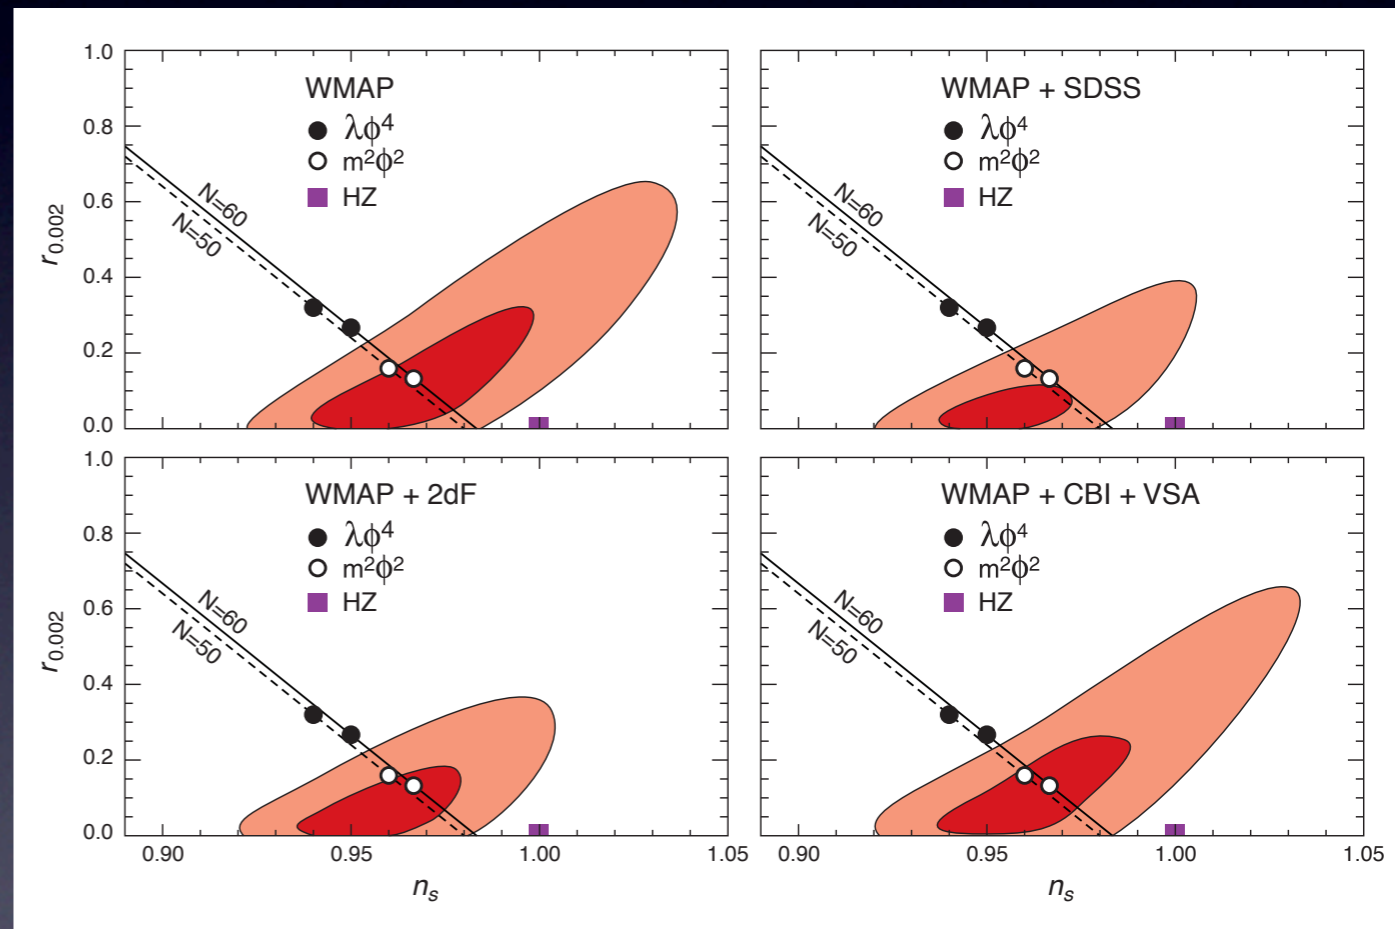 1.0
0.8
0.6
0.4
0.2
0.0
r0.002
WMAP
λϕ⁴
m²ϕ²
HZ
N=60
N=50
WMAP + SDSS
λϕ⁴
m²ϕ²
HZ
N=60
N=50
1.0
0.8
0.6
0.4
0.2
0.0
r0.002
WMAP + 2dF
λϕ⁴
m²ϕ²
HZ
N=60
N=50
0.90 0.95 1.00 1.05
ns
WMAP + CBI + VSA
λϕ⁴
m²ϕ²
HZ
N=60
N=50
0.90 0.95 1.00 1.05
ns